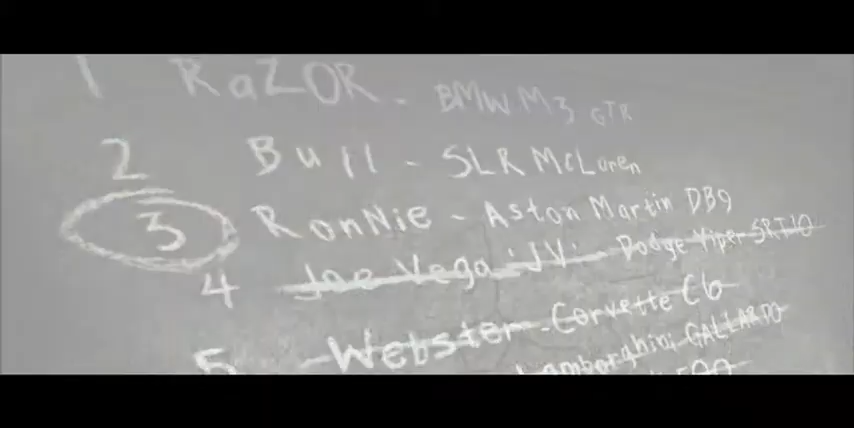 1 RaZOR - BMW M3 GTR
2 Bull - SLR McLaren
3 RonNie - Aston Martin DB9
4 Joe Vega "JV" - Dodge Viper SRT10
5 Webster - Corvette C6
Lamborghini GALLARDO